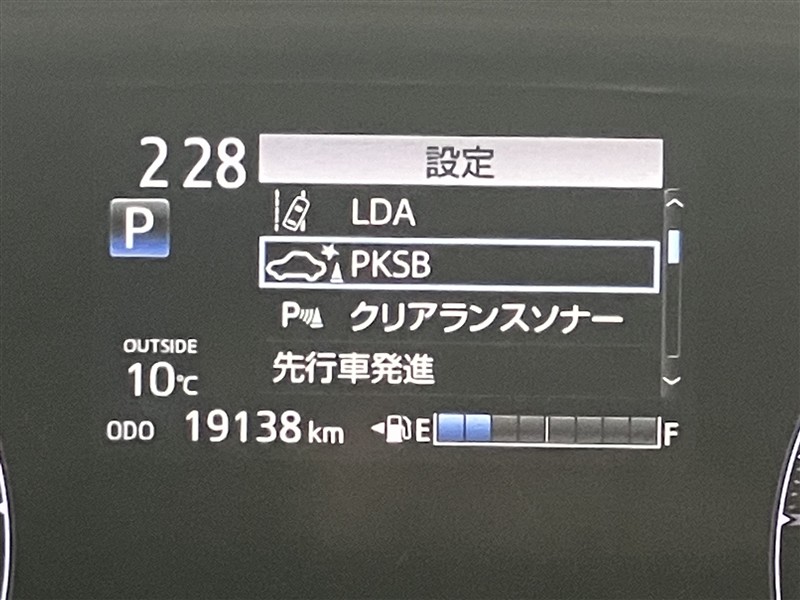 2 28
設定
LDA
P
PKSB
P クリアランスソナー
OUTSIDE
10℃
先行車発進
ODO 19138 km
E F